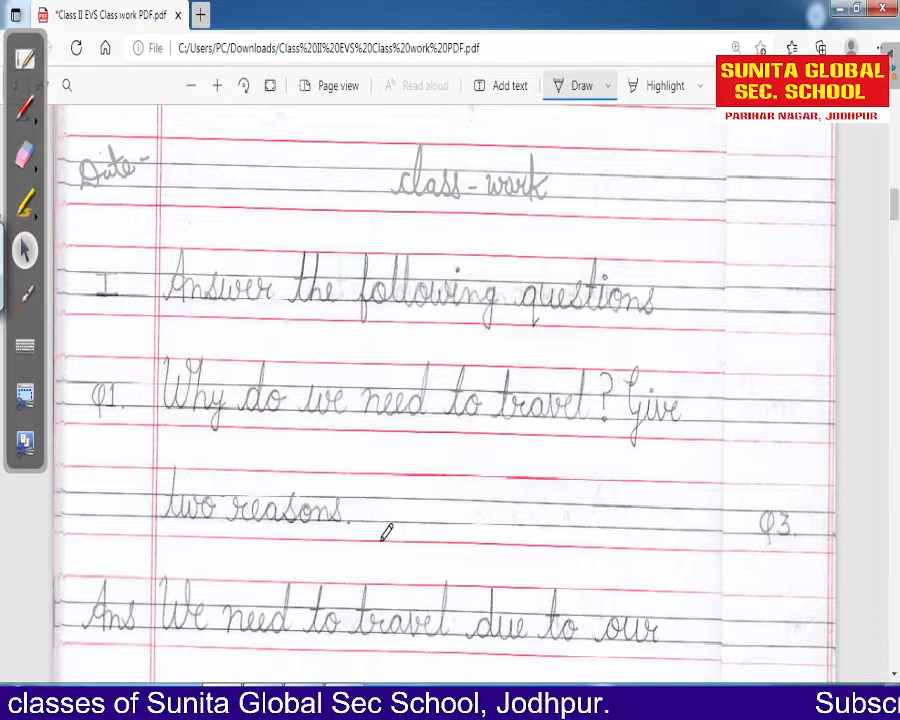 *Class II EVS Class work PDF.pdf
File C:/Users/PC/Downloads/Class%20II%20EVS%20Class%20work%20PDF.pdf
Page view Read aloud Add text Draw Highlight
SUNITA GLOBAL
SEC. SCHOOL
PARIHAR NAGAR, JODHPUR
Date-
Class-work
I Answer the following questions
Q1. Why do we need to travel? Give
two reasons.
Q3.
Ans We need to travel due to our
classes of Sunita Global Sec School, Jodhpur. Subscr